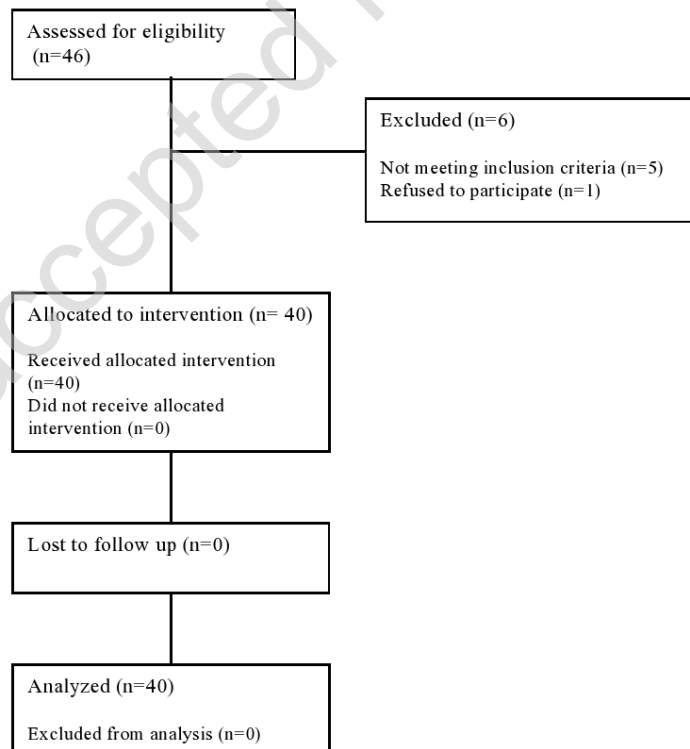 Assessed for eligibility
(n=46)
Excluded (n=6)
Not meeting inclusion criteria (n=5)
Refused to participate (n=1)
Allocated to intervention (n= 40)
Received allocated intervention
(n=40)
Did not receive allocated
intervention (n=0)
Lost to follow up (n=0)
Analyzed (n=40)
Excluded from analysis (n=0)
accepted